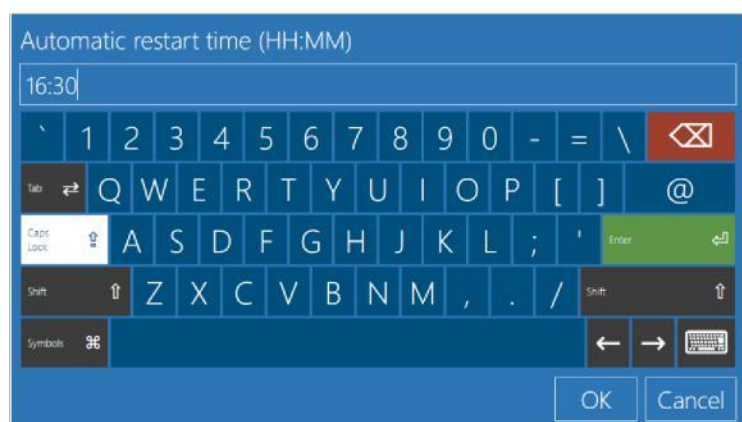 Automatic restart time (HH:MM)
16:30
` 1 2 3 4 5 6 7 8 9 0 - = \
Tab Q W E R T Y U I O P [ ] @
Caps Lock A S D F G H J K L ; ' Enter
Shift Z X C V B N M , . / Shift
Symbols ⌘ ← →
OK Cancel